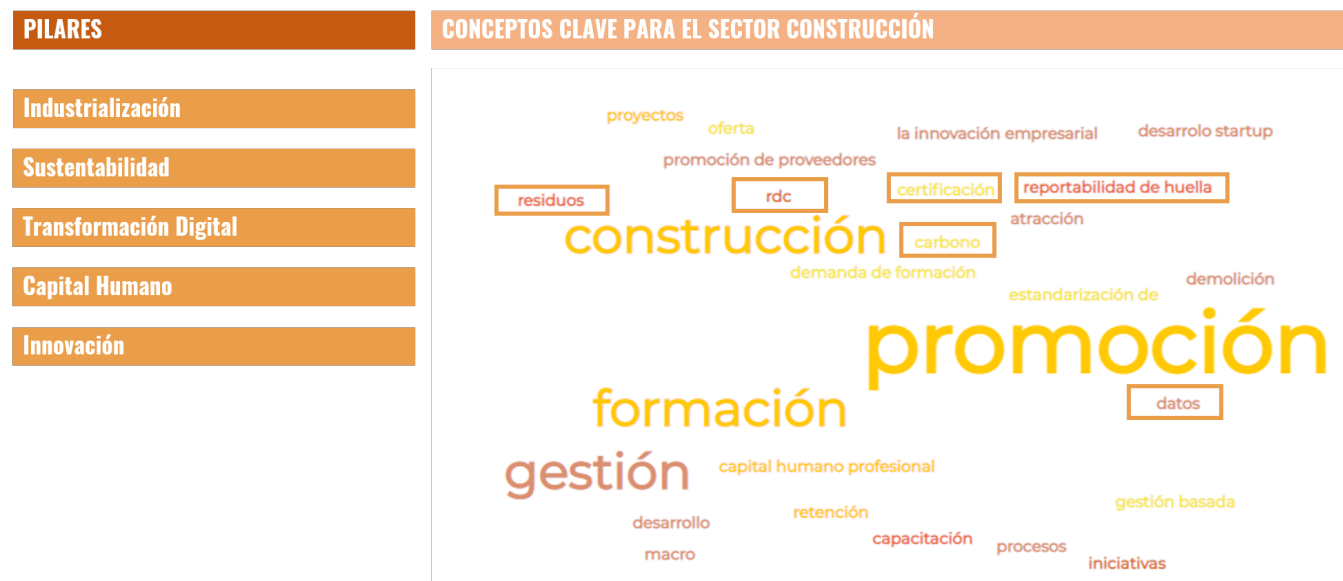 PILARES
CONCEPTOS CLAVE PARA EL SECTOR CONSTRUCCIÓN
Industrialización
Sustentabilidad
Transformación Digital
Capital Humano
Innovación
proyectos
oferta
la innovación empresarial
desarrolo startup
promoción de proveedores
residuos
rdc
certificación
reportabilidad de huella
atracción
construcción
carbono
demanda de formación
demolición
estandarización de
promoción
datos
formación
gestión
capital humano profesional
gestión basada
retención
desarrollo
capacitación
procesos
macro
iniciativas